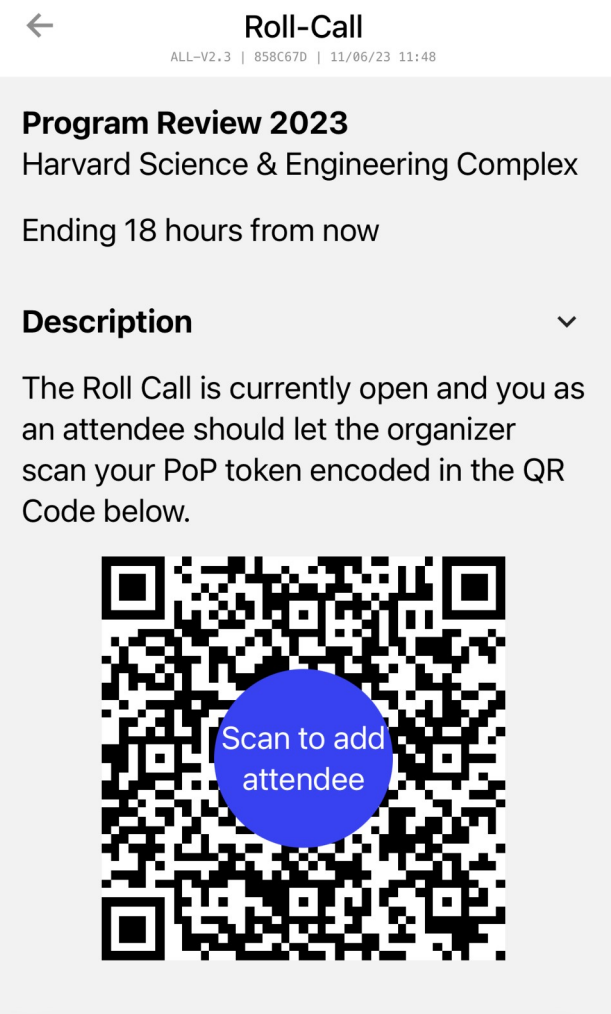 Roll-Call
ALL-V2.3 | 858C67D | 11/06/23 11:48
Program Review 2023
Harvard Science & Engineering Complex
Ending 18 hours from now
Description
The Roll Call is currently open and you as
an attendee should let the organizer
scan your PoP token encoded in the QR
Code below.
Scan to add
attendee